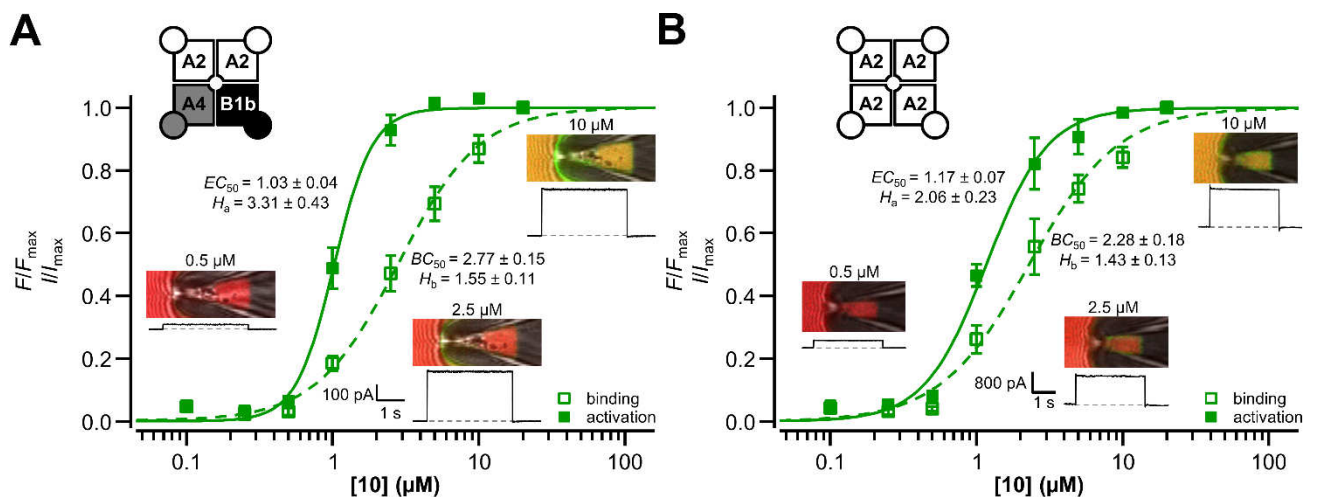 A
A2 A2
A4 B1b
1.0
0.8
0.6
0.4
0.2
0.0
F/Fmax
I/Imax
10 µM
EC50 = 1.03 ± 0.04
Ha = 3.31 ± 0.43
BC50 = 2.77 ± 0.15
Hb = 1.55 ± 0.11
0.5 µM
2.5 µM
100 pA
1 s
binding
activation
0.1 1 10 100
[10] (µM)
B
A2 A2
A2 A2
1.0
0.8
0.6
0.4
0.2
0.0
F/Fmax
I/Imax
10 µM
EC50 = 1.17 ± 0.07
Ha = 2.06 ± 0.23
BC50 = 2.28 ± 0.18
Hb = 1.43 ± 0.13
0.5 µM
2.5 µM
800 pA
1 s
binding
activation
0.1 1 10 100
[10] (µM)